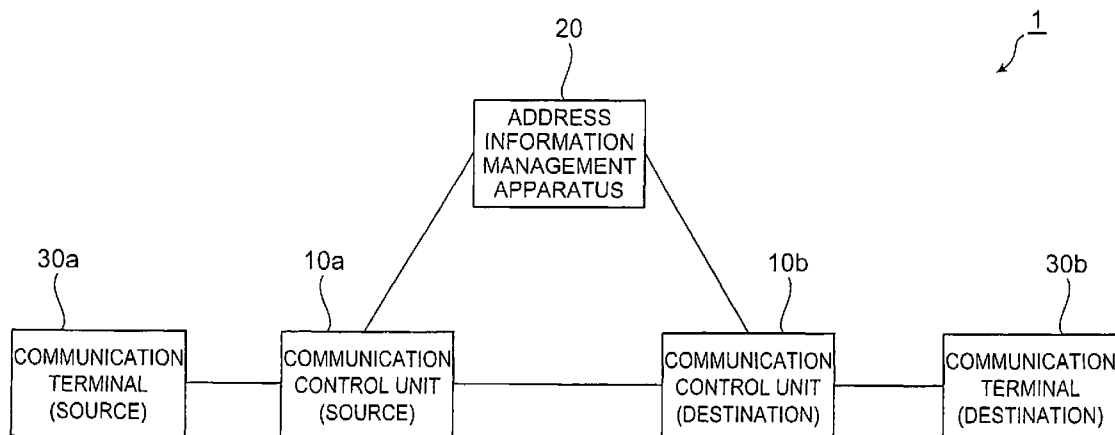 1
20
ADDRESS
INFORMATION
MANAGEMENT
APPARATUS
30a
10a
10b
30b
COMMUNICATION
TERMINAL
(SOURCE)
COMMUNICATION
CONTROL UNIT
(SOURCE)
COMMUNICATION
CONTROL UNIT
(DESTINATION)
COMMUNICATION
TERMINAL
(DESTINATION)